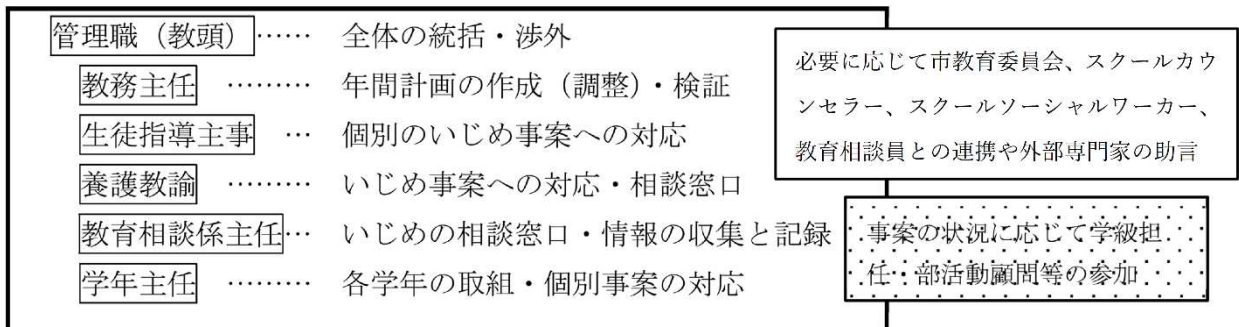 管理職（教頭）…… 全体の統括・渉外
教務主任 ……… 年間計画の作成（調整）・検証
生徒指導主事 … 個別のいじめ事案への対応
養護教諭 ……… いじめ事案への対応・相談窓口
教育相談係主任… いじめの相談窓口・情報の収集と記録
学年主任 ……… 各学年の取組・個別事案の対応
必要に応じて市教育委員会、スクールカウ
ンセラー、スクールソーシャルワーカー、
教育相談員との連携や外部専門家の助言
事案の状況に応じて学級担
任・部活動顧問等の参加